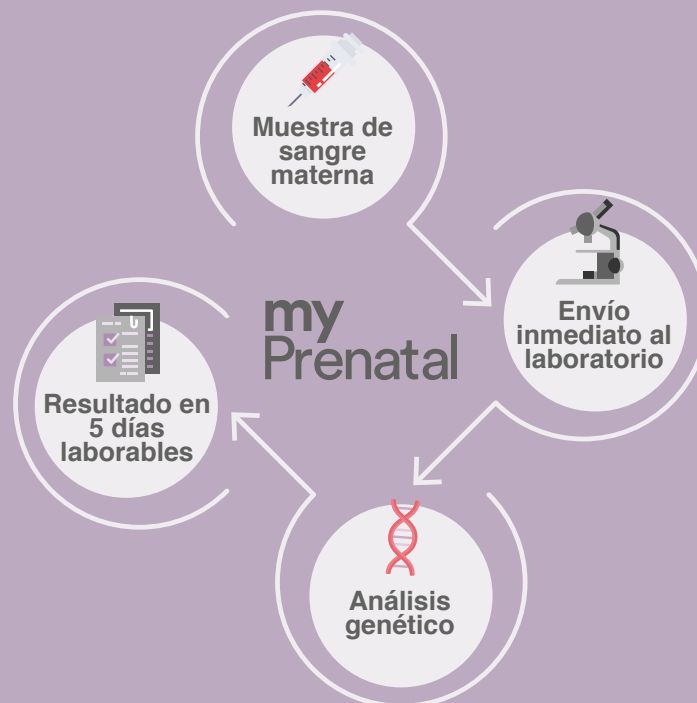 Muestra de
sangre
materna
Envío
inmediato al
laboratorio
my
Prenatal
Resultado en
5 días
laborables
Análisis
genético